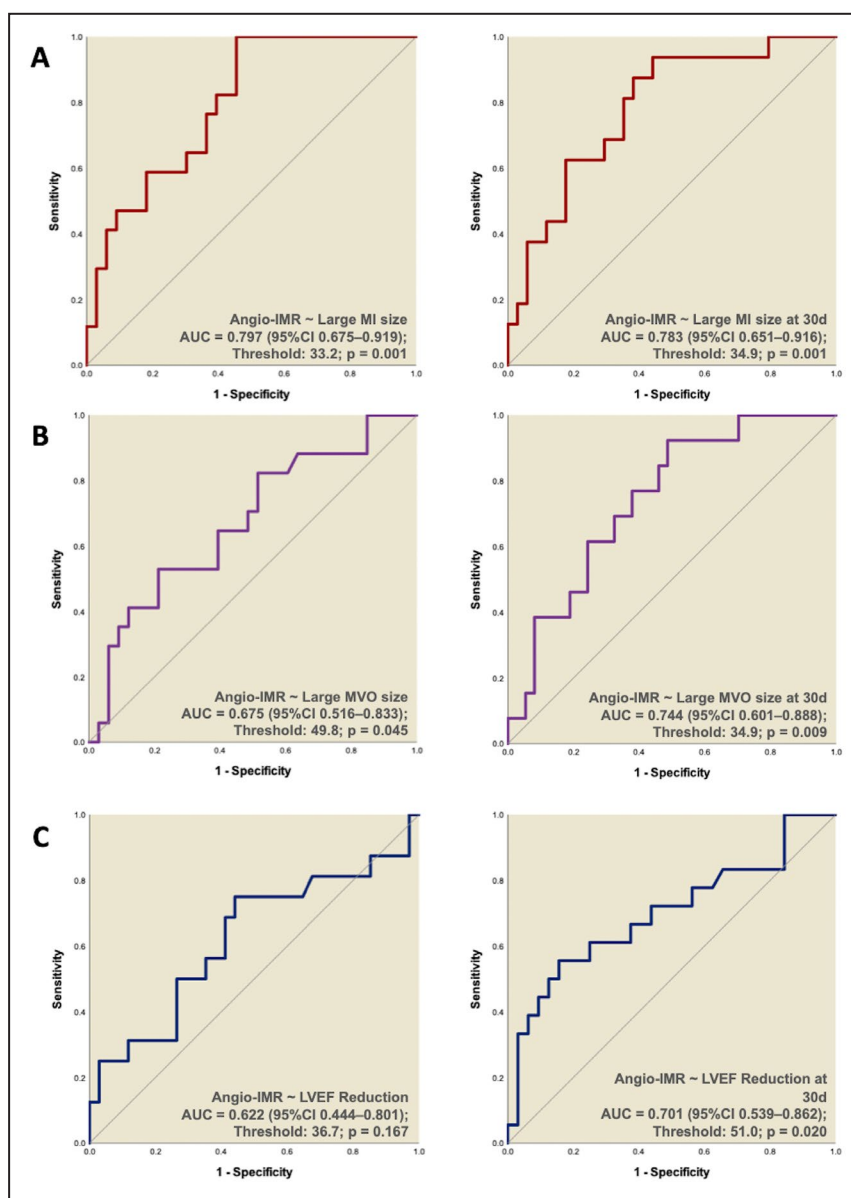 A
1.0
0.8
0.6
0.4
0.2
0.0
Sensitivity
Angio-IMR ~ Large MI size
AUC = 0.797 (95%CI 0.675–0.919);
Threshold: 33.2; p = 0.001
0.0 0.2 0.4 0.6 0.8 1.0
1 - Specificity
1.0
0.8
0.6
0.4
0.2
0.0
Sensitivity
Angio-IMR ~ Large MI size at 30d
AUC = 0.783 (95%CI 0.651–0.916);
Threshold: 34.9; p = 0.001
0.0 0.2 0.4 0.6 0.8 1.0
1 - Specificity
B
1.0
0.8
0.6
0.4
0.2
0.0
Sensitivity
Angio-IMR ~ Large MVO size
AUC = 0.675 (95%CI 0.516–0.833);
Threshold: 49.8; p = 0.045
0.0 0.2 0.4 0.6 0.8 1.0
1 - Specificity
1.0
0.8
0.6
0.4
0.2
0.0
Sensitivity
Angio-IMR ~ Large MVO size at 30d
AUC = 0.744 (95%CI 0.601–0.888);
Threshold: 34.9; p = 0.009
0.0 0.2 0.4 0.6 0.8 1.0
1 - Specificity
C
1.0
0.8
0.6
0.4
0.2
0.0
Sensitivity
Angio-IMR ~ LVEF Reduction
AUC = 0.622 (95%CI 0.444–0.801);
Threshold: 36.7; p = 0.167
0.0 0.2 0.4 0.6 0.8 1.0
1 - Specificity
1.0
0.8
0.6
0.4
0.2
0.0
Sensitivity
Angio-IMR ~ LVEF Reduction at
30d
AUC = 0.701 (95%CI 0.539–0.862);
Threshold: 51.0; p = 0.020
0.0 0.2 0.4 0.6 0.8 1.0
1 - Specificity